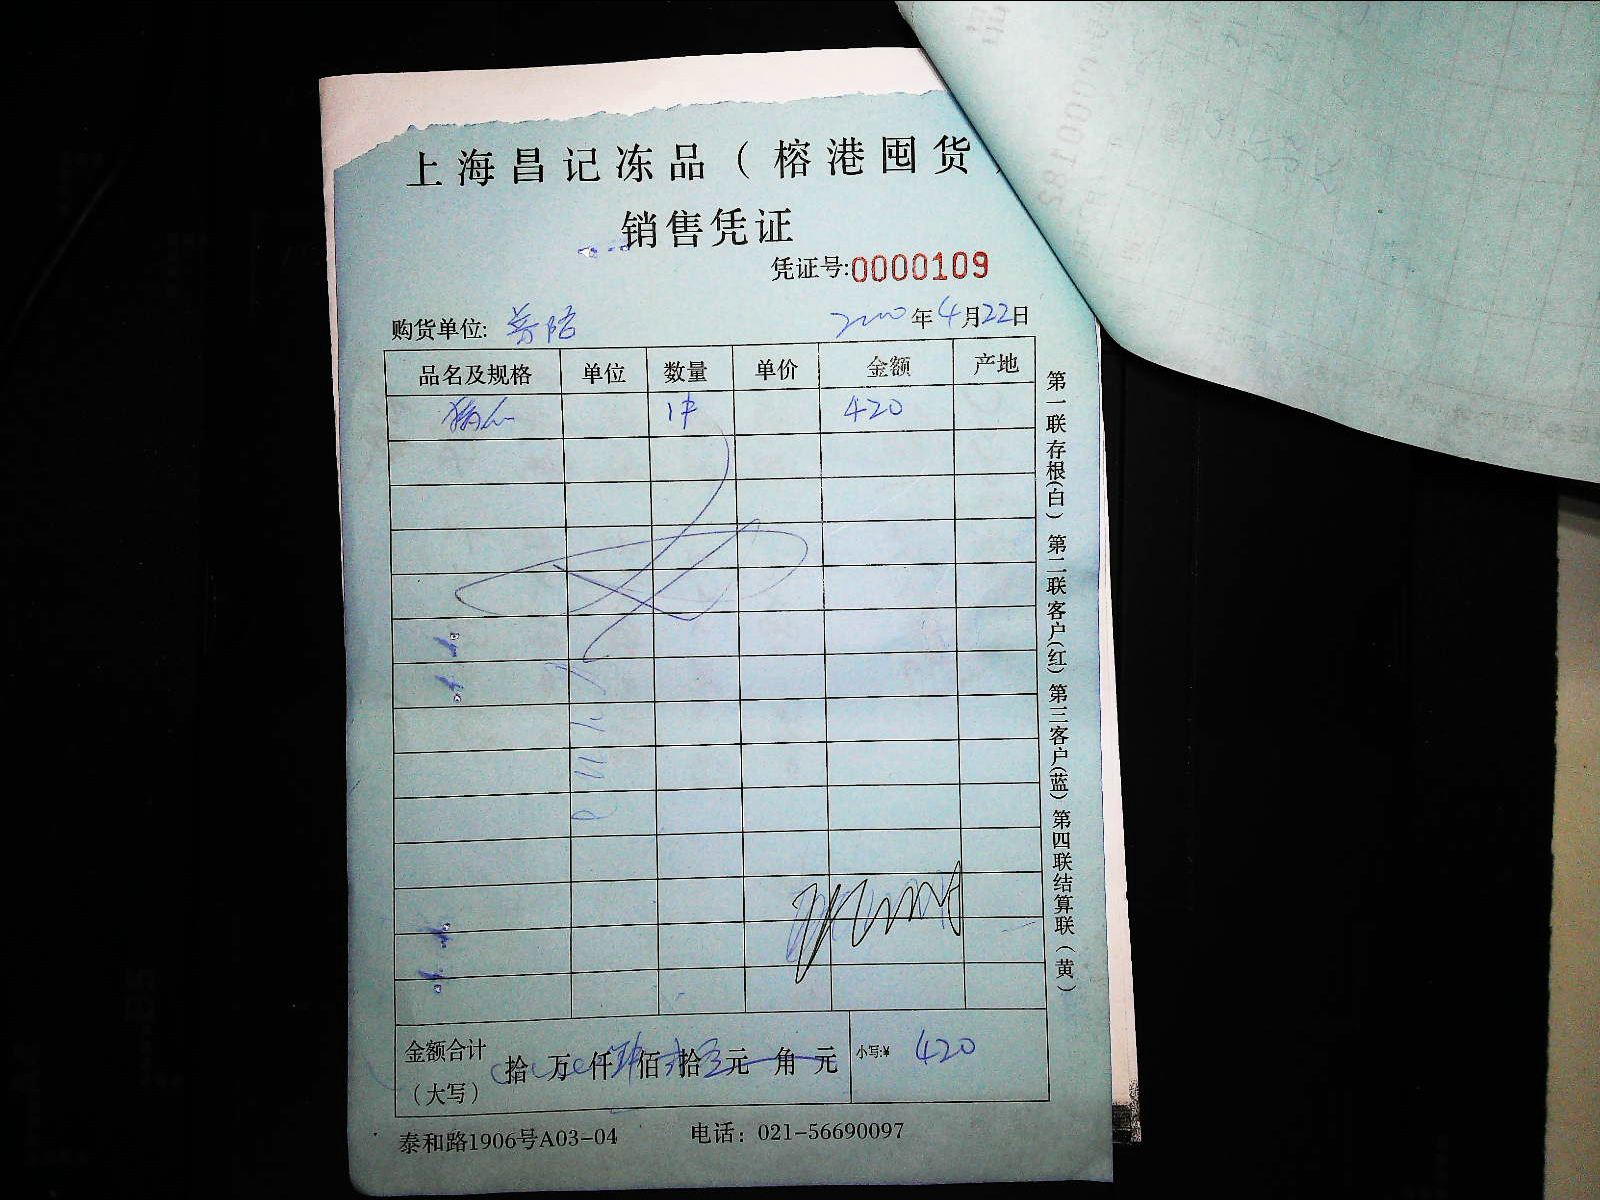 上海昌记冻品（榕港囤货
销售凭证
凭证号:0000109
购货单位: 年4月22日
品名及规格 单位 数量 单价 金额 产地
1件 420
第一联存根(白) 第二联客户(红) 第三客户(蓝) 第四联结算联(黄)
金额合计(大写) 拾 万 仟 肆佰 贰拾 元 角 元 小写:¥ 420
泰和路1906号A03-04 电话：021-56690097